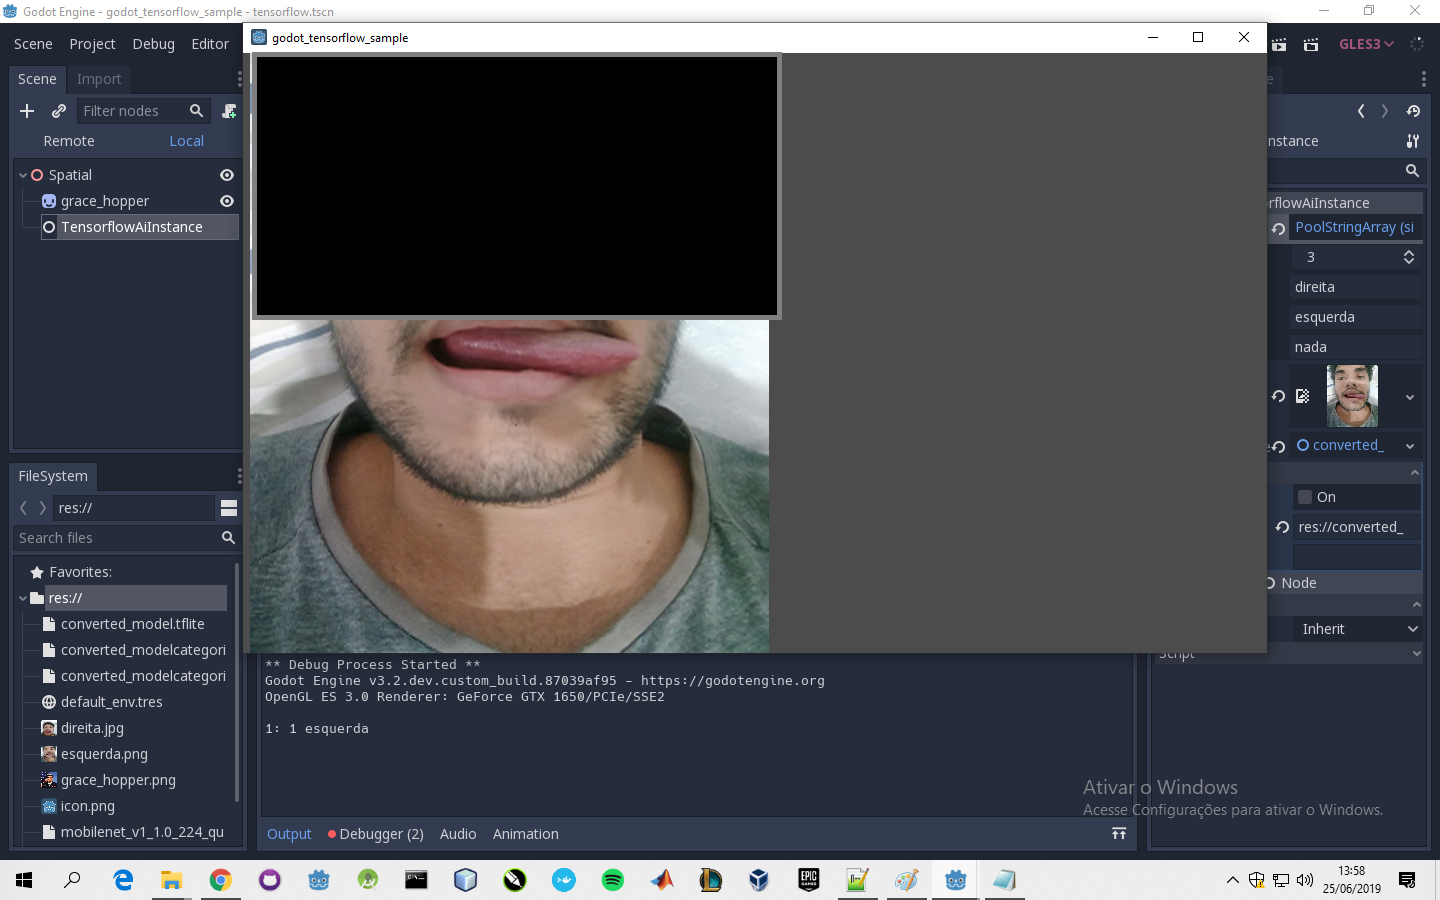 Godot Engine - godot_tensorflow_sample - tensorflow.tscn
godot_tensorflow_sample
Scene Project Debug Editor
GLES3
Scene Import
Filter nodes
Remote Local
nstance
Spatial
grace_hopper
TensorflowAiInstance
orflowAiInstance
PoolStringArray (si
3
direita
esquerda
nada
converted_
On
res://converted_
Node
Inherit
Script
FileSystem
res://
Search files
Favorites:
res://
converted_model.tflite
converted_modelcategori
converted_modelcategori
default_env.tres
direita.jpg
esquerda.png
grace_hopper.png
icon.png
mobilenet_v1_1.0_224_qu
** Debug Process Started **
Godot Engine v3.2.dev.custom_build.87039af95 - https://godotengine.org
OpenGL ES 3.0 Renderer: GeForce GTX 1650/PCIe/SSE2
1: 1 esquerda
Output Debugger (2) Audio Animation
Ativar o Windows
Acesse Configurações para ativar o Windows.
EPIC
GAMES
13:58
25/06/2019